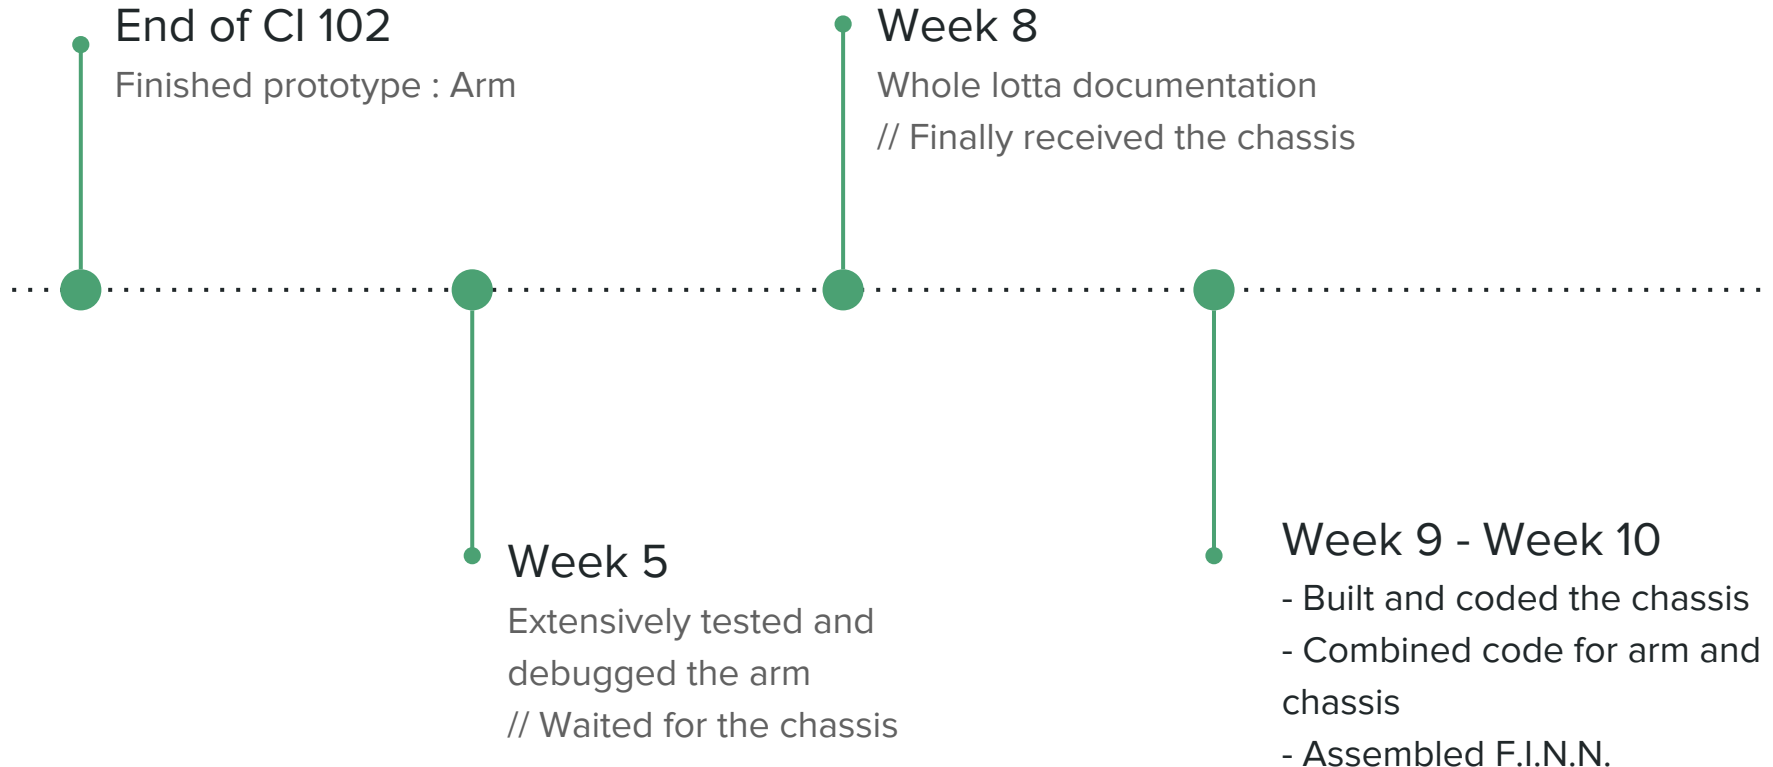 End of CI 102
Finished prototype : Arm
Week 8
Whole lotta documentation
// Finally received the chassis
Week 5
Extensively tested and
debugged the arm
// Waited for the chassis
Week 9 - Week 10
- Built and coded the chassis
- Combined code for arm and
chassis
- Assembled F.I.N.N.